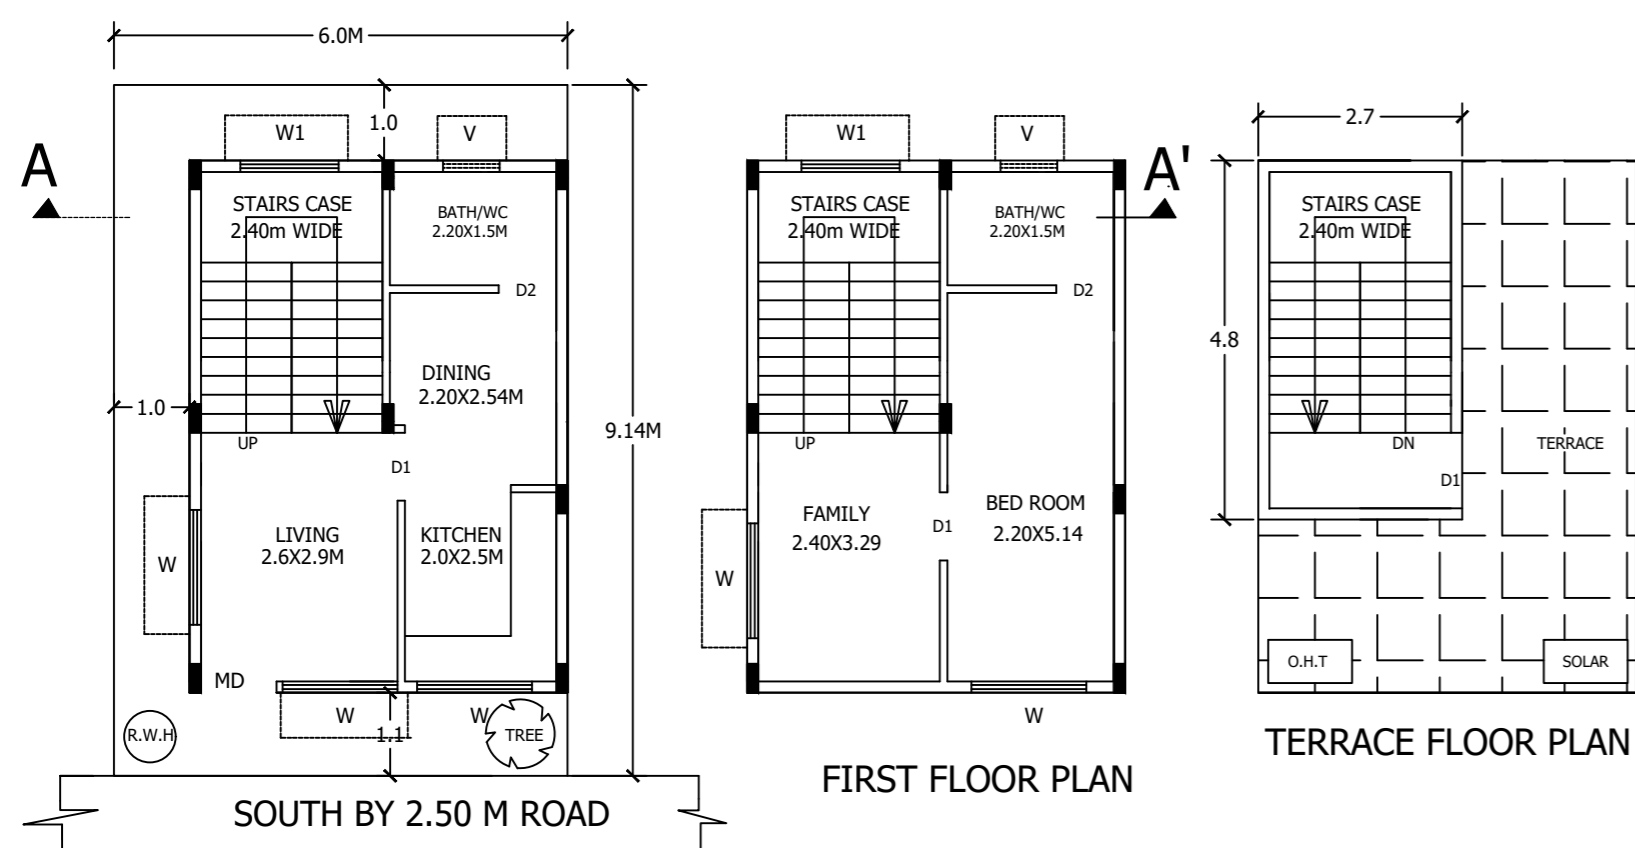 6.0M
W1
1.0
V
A
STAIRS CASE
2.40m WIDE
BATH/WC
2.20X1.5M
D2
DINING
2.20X2.54M
1.0
9.14M
UP
D1
LIVING
2.6X2.9M
KITCHEN
2.0X2.5M
W
MD
W
W
1.1
R.W.H
TREE
SOUTH BY 2.50 M ROAD
W1
V
A'
STAIRS CASE
2.40m WIDE
BATH/WC
2.20X1.5M
D2
UP
FAMILY
2.40X3.29
D1
BED ROOM
2.20X5.14
W
W
FIRST FLOOR PLAN
2.7
STAIRS CASE
2.40m WIDE
4.8
DN
TERRACE
D1
O.H.T
SOLAR
TERRACE FLOOR PLAN